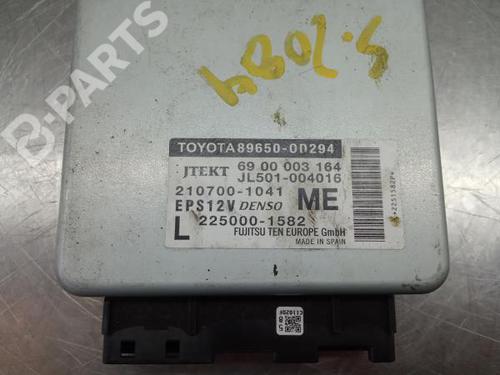 B-PARTS
TOYOTA 89650-0D294
JTEKT 69 00 003 164
JL501-004016
210700-1041
EPS12V DENSO ME
L 225000-1582
FUJITSU TEN EUROPE GmbH
MADE IN SPAIN
*2251582P*